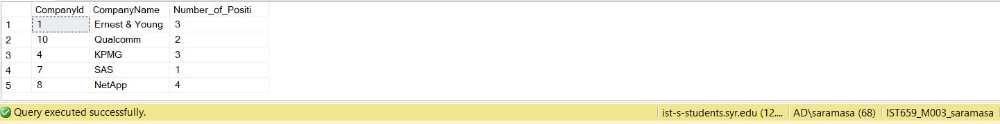 CompanyId CompanyName Number_of_Positi
1 1 Ernest & Young 3
2 10 Qualcomm 2
3 4 KPMG 3
4 7 SAS 1
5 8 NetApp 4
Query executed successfully. ist-s-students.syr.edu (12.... AD\saramasa (68) IST659_M003_saramasa